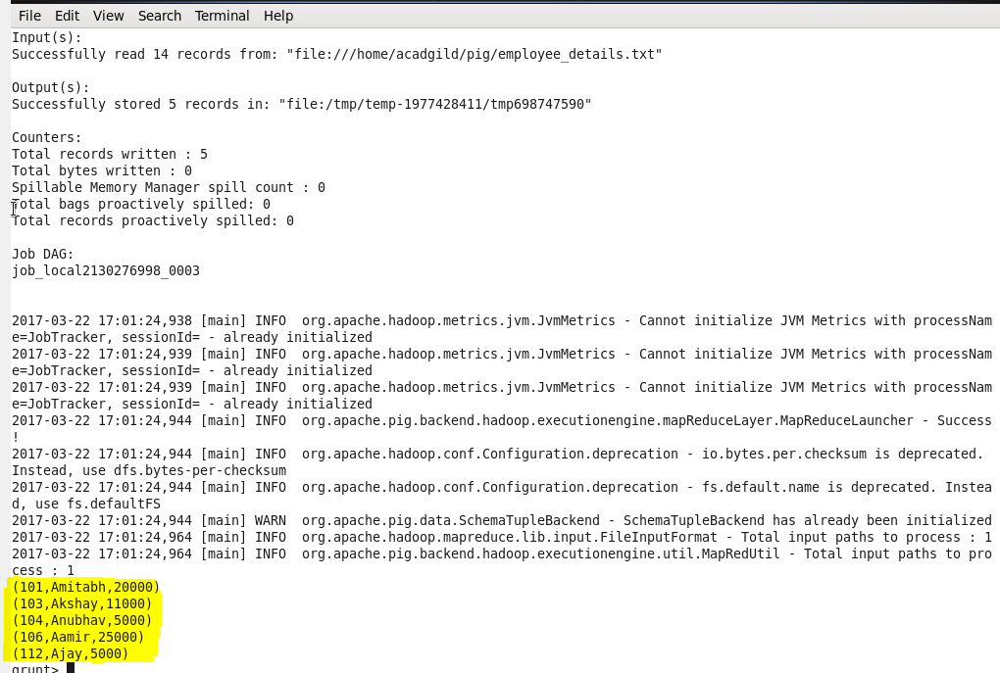 File Edit View Search Terminal Help
Input(s):
Successfully read 14 records from: "file:///home/acadgild/pig/employee_details.txt"
Output(s):
Successfully stored 5 records in: "file:/tmp/temp-1977428411/tmp698747590"
Counters:
Total records written : 5
Total bytes written : 0
Spillable Memory Manager spill count : 0
Total bags proactively spilled: 0
Total records proactively spilled: 0
Job DAG:
job_local2130276998_0003
2017-03-22 17:01:24,938 [main] INFO  org.apache.hadoop.metrics.jvm.JvmMetrics - Cannot initialize JVM Metrics with processNam
e=JobTracker, sessionId= - already initialized
2017-03-22 17:01:24,939 [main] INFO  org.apache.hadoop.metrics.jvm.JvmMetrics - Cannot initialize JVM Metrics with processNam
e=JobTracker, sessionId= - already initialized
2017-03-22 17:01:24,939 [main] INFO  org.apache.hadoop.metrics.jvm.JvmMetrics - Cannot initialize JVM Metrics with processNam
e=JobTracker, sessionId= - already initialized
2017-03-22 17:01:24,944 [main] INFO  org.apache.pig.backend.hadoop.executionengine.mapReduceLayer.MapReduceLauncher - Success
!
2017-03-22 17:01:24,944 [main] INFO  org.apache.hadoop.conf.Configuration.deprecation - io.bytes.per.checksum is deprecated.
Instead, use dfs.bytes-per-checksum
2017-03-22 17:01:24,944 [main] INFO  org.apache.hadoop.conf.Configuration.deprecation - fs.default.name is deprecated. Instea
d, use fs.defaultFS
2017-03-22 17:01:24,944 [main] WARN  org.apache.pig.data.SchemaTupleBackend - SchemaTupleBackend has already been initialized
2017-03-22 17:01:24,964 [main] INFO  org.apache.hadoop.mapreduce.lib.input.FileInputFormat - Total input paths to process : 1
2017-03-22 17:01:24,964 [main] INFO  org.apache.pig.backend.hadoop.executionengine.util.MapRedUtil - Total input paths to pro
cess : 1
(101,Amitabh,20000)
(103,Akshay,11000)
(104,Anubhav,5000)
(106,Aamir,25000)
(112,Ajay,5000)
grunt>